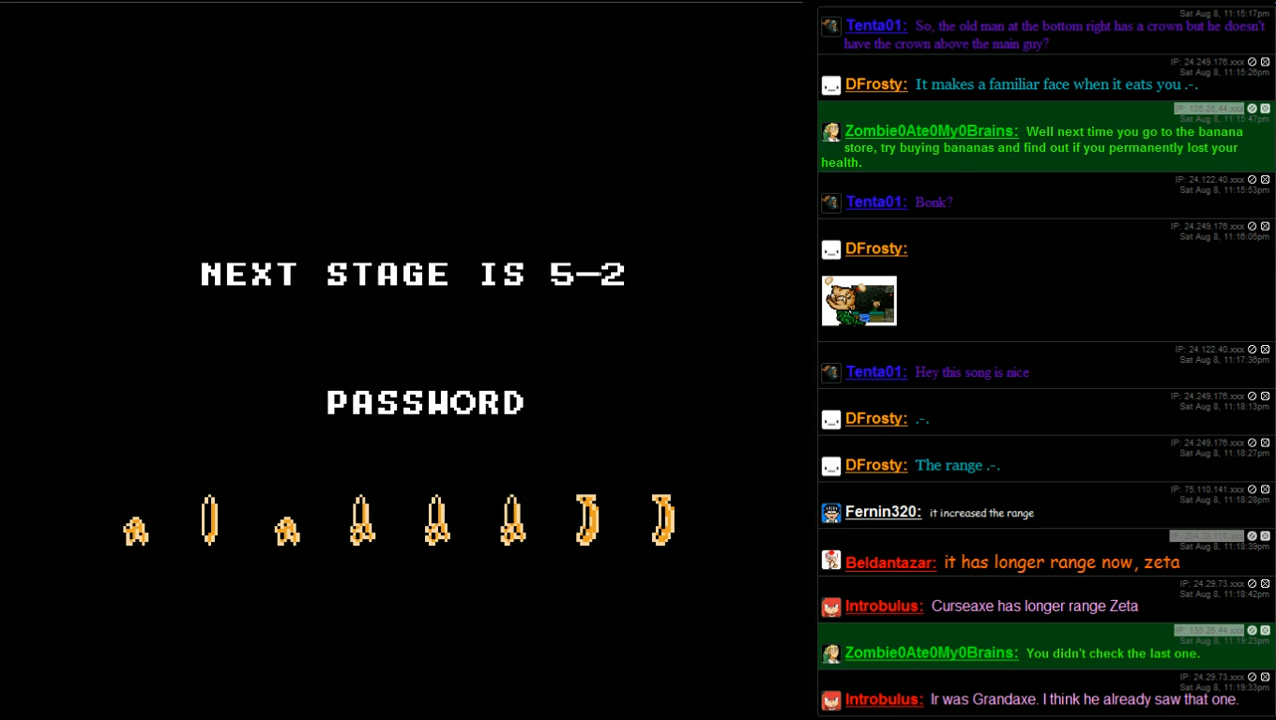 NEXT STAGE IS 5-2
PASSWORD
Sat Aug 8, 11:15:17pm
Tenta01: So, the old man at the bottom right has a crown but he doesn't
have the crown above the main guy?
IP: 24.249.176.xxx
Sat Aug 8, 11:15:26pm
DFrosty: It makes a familiar face when it eats you .-.
Sat Aug 8, 11:15:47pm
Zombie0Ate0My0Brains: Well next time you go to the banana
store, try buying bananas and find out if you permanently lost your
health.
IP: 24.122.40.xxx
Sat Aug 8, 11:15:53pm
Tenta01: Bonk?
IP: 24.249.176.xxx
Sat Aug 8, 11:16:05pm
DFrosty:
IP: 24.122.40.xxx
Sat Aug 8, 11:17:36pm
Tenta01: Hey this song is nice
IP: 24.249.176.xxx
Sat Aug 8, 11:18:13pm
DFrosty: .-.
IP: 24.249.176.xxx
Sat Aug 8, 11:18:27pm
DFrosty: The range .-.
IP: 75.110.141.xxx
Sat Aug 8, 11:18:28pm
Fernin320: it increased the range
Sat Aug 8, 11:18:39pm
Beldantazar: it has longer range now, zeta
IP: 24.29.73.xxx
Sat Aug 8, 11:18:42pm
Introbulus: Curseaxe has longer range Zeta
Sat Aug 8, 11:19:23pm
Zombie0Ate0My0Brains: You didn't check the last one.
IP: 24.29.73.xxx
Sat Aug 8, 11:19:33pm
Introbulus: Ir was Grandaxe. I think he already saw that one.